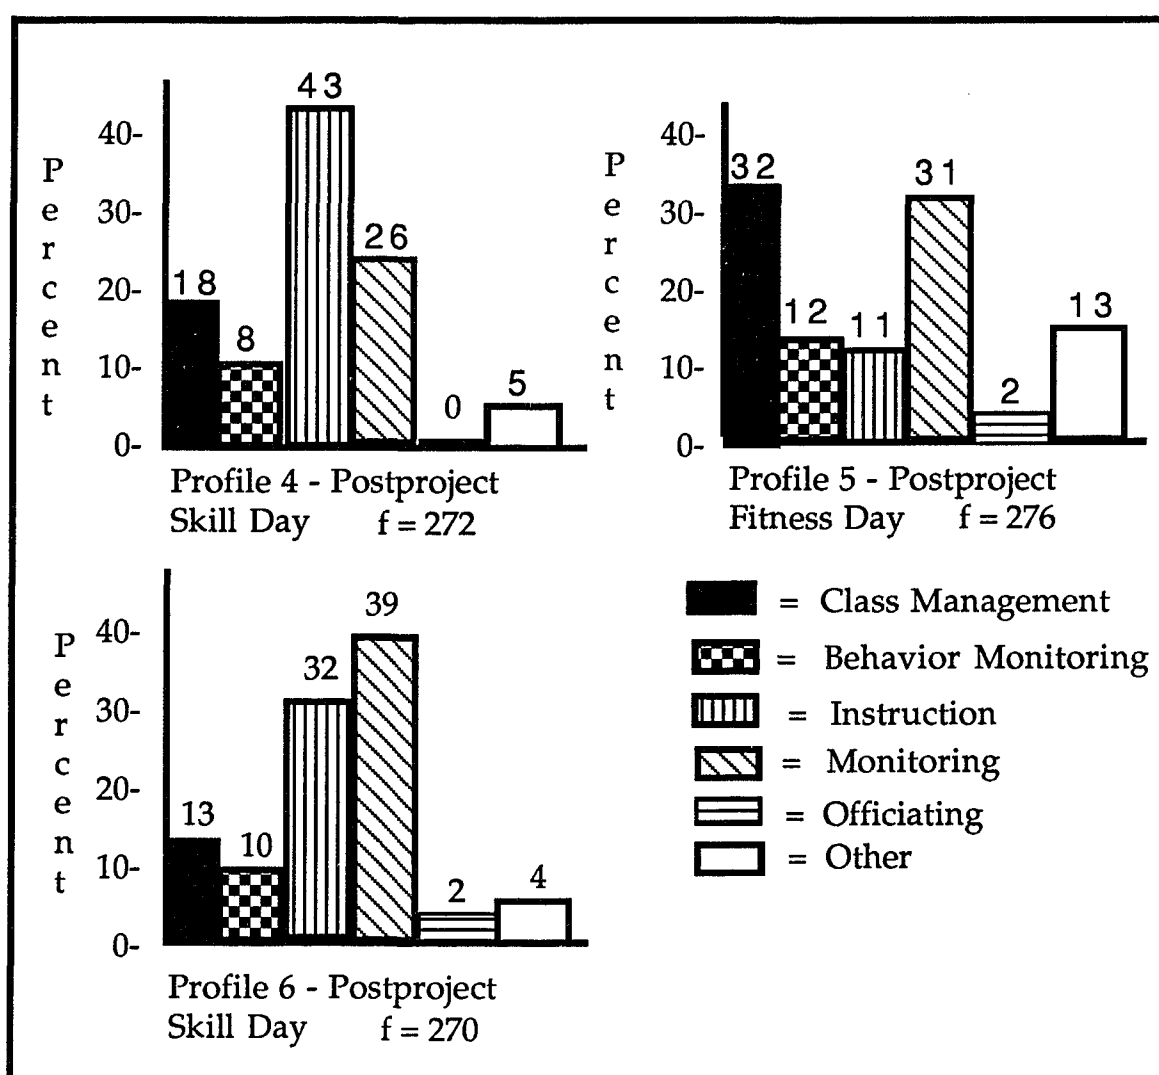 Percent
40-
30-
20-
10-
0-
18
8
43
26
0
5
Profile 4 - Postproject
Skill Day f = 272
Percent
40-
30-
20-
10-
0-
32
12
11
31
2
13
Profile 5 - Postproject
Fitness Day f = 276
Percent
40-
30-
20-
10-
0-
13
10
32
39
2
4
Profile 6 - Postproject
Skill Day f = 270
= Class Management
= Behavior Monitoring
= Instruction
= Monitoring
= Officiating
= Other